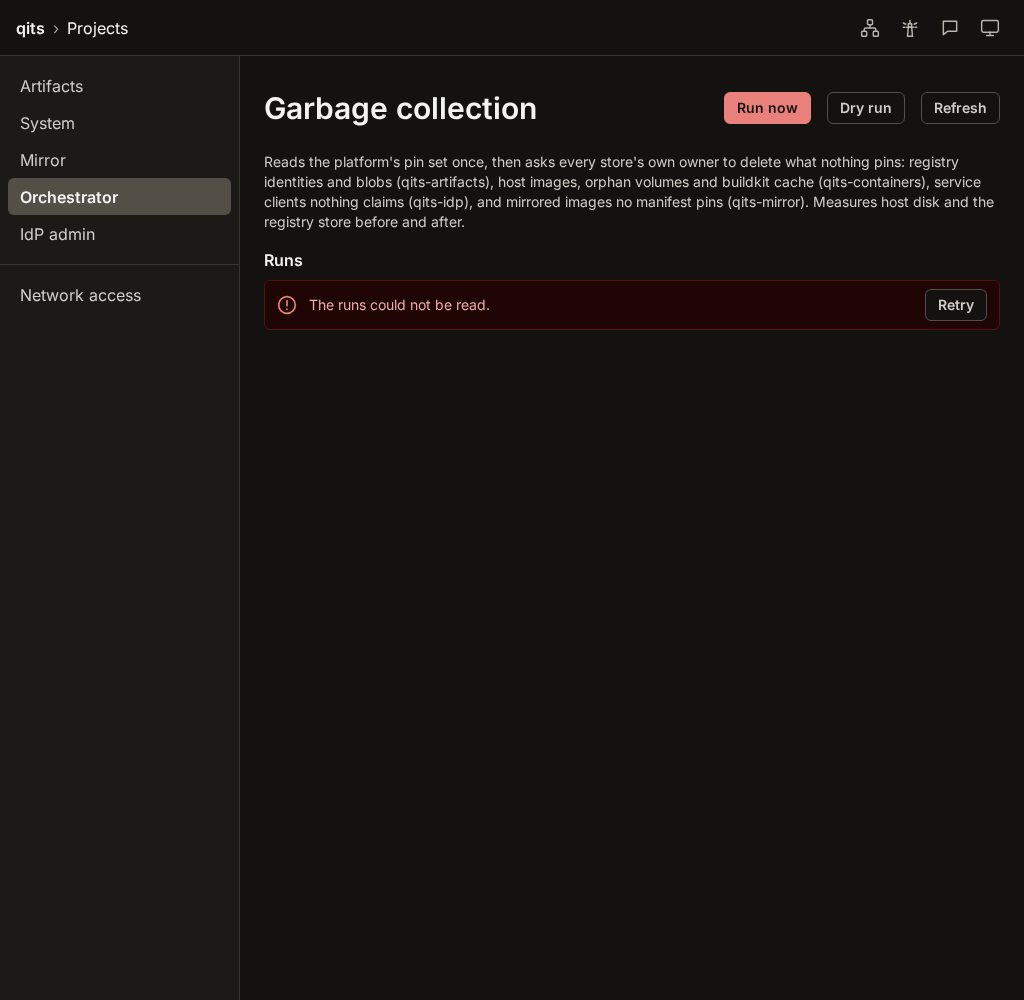 qits › Projects
Artifacts
System
Mirror
Orchestrator
IdP admin
Network access
Garbage collection
Run now
Dry run
Refresh
Reads the platform's pin set once, then asks every store's own owner to delete what nothing pins: registry
identities and blobs (qits-artifacts), host images, orphan volumes and buildkit cache (qits-containers), service
clients nothing claims (qits-idp), and mirrored images no manifest pins (qits-mirror). Measures host disk and the
registry store before and after.
Runs
The runs could not be read.
Retry